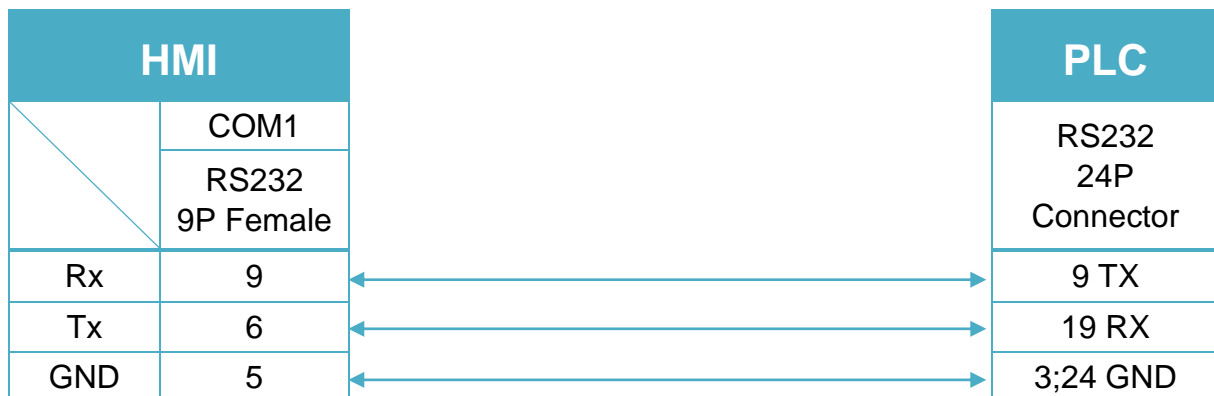 HMI
PLC
COM1
RS232
9P Female
RS232
24P
Connector
Rx 9 9 TX
Tx 6 19 RX
GND 5 3;24 GND